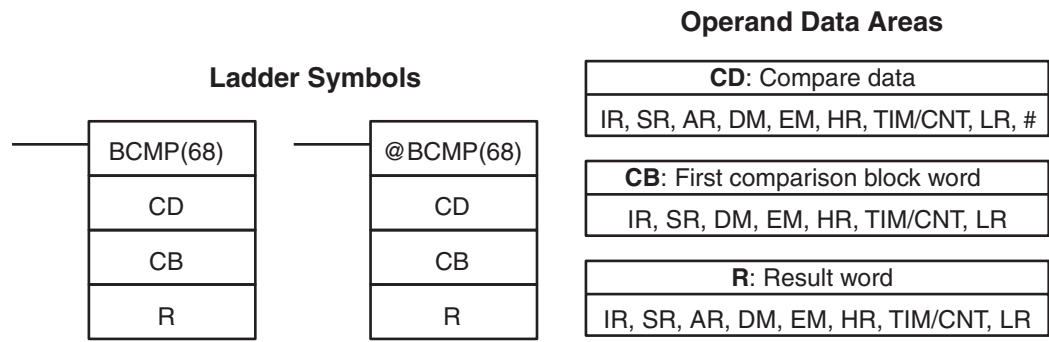 Ladder Symbols
BCMP(68)
CD
CB
R
@BCMP(68)
CD
CB
R
Operand Data Areas
CD: Compare data
IR, SR, AR, DM, EM, HR, TIM/CNT, LR, #
CB: First comparison block word
IR, SR, DM, EM, HR, TIM/CNT, LR
R: Result word
IR, SR, AR, DM, EM, HR, TIM/CNT, LR